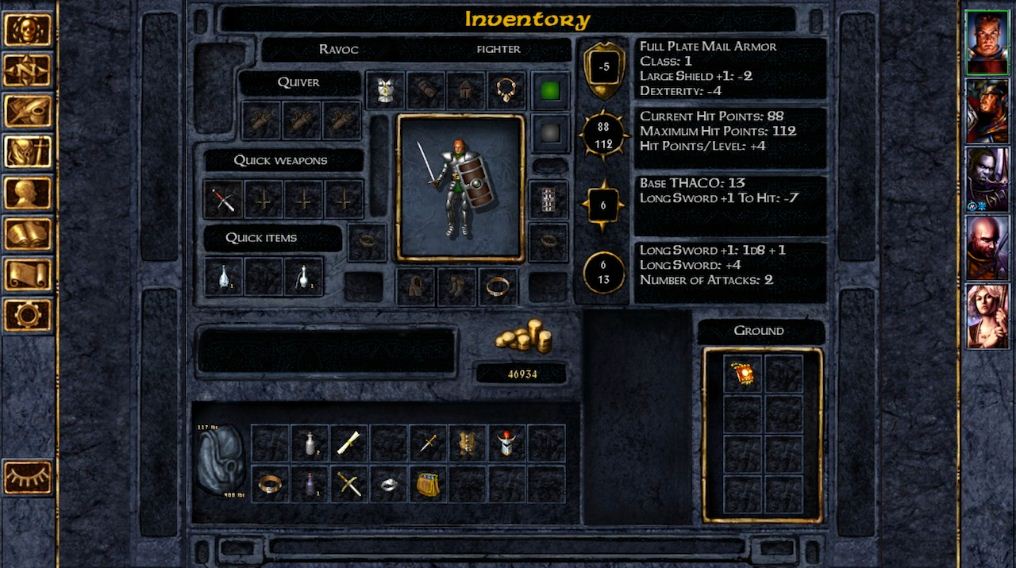 Inventory
Ravoc
Fighter
Quiver
Quick weapons
Quick items
-5
Full Plate Mail Armor
Class: 1
Large Shield +1: -2
Dexterity: -4
88
112
Current Hit Points: 88
Maximum Hit Points: 112
Hit Points/Level: +4
6
Base THAC0: 13
Long Sword +1 To Hit: -7
6
13
Long Sword +1: 1d8 + 1
Long Sword: +4
Number of Attacks: 2
46934
Ground
117 lbs